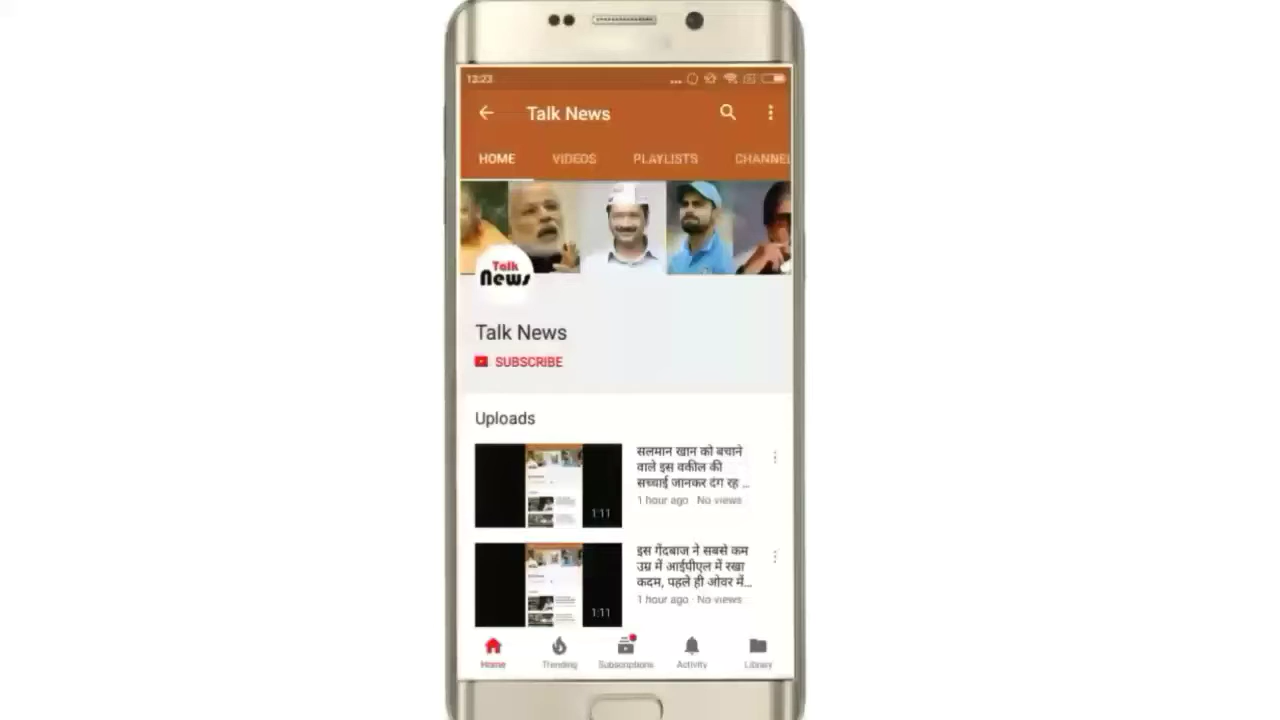 12:23
Talk News
HOME VIDEOS PLAYLISTS CHANNEL
Talk
News
Talk News
SUBSCRIBE
Uploads
सलमान खान को बचाने
वाले इस वकील की
सच्चाई जानकर दंग रह ...
1 hour ago · No views
1:11
इस गेंदबाज ने सबसे कम
उम्र में आईपीएल में रखा
कदम, पहले ही ओवर में...
1 hour ago · No views
1:11
Home Trending Subscriptions Activity Library